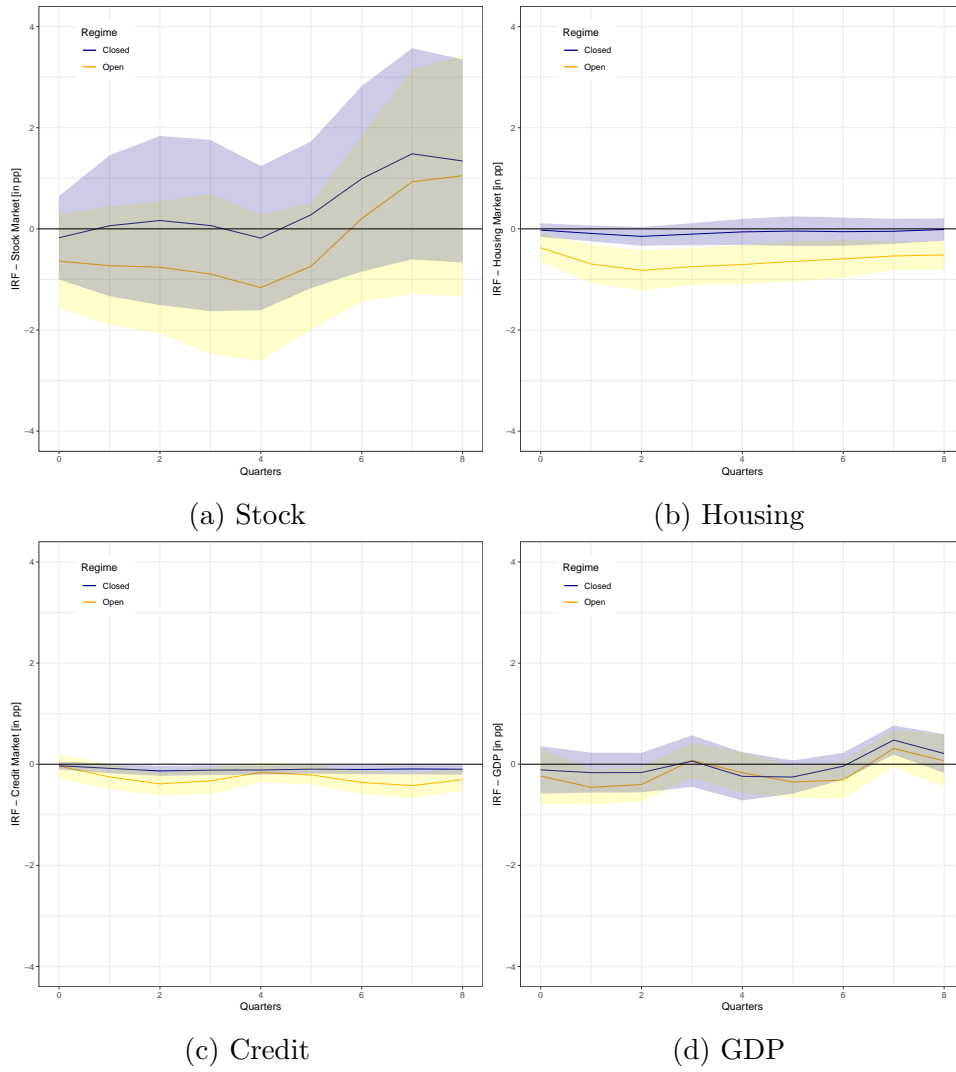 Regime
Closed
Open
IRF – Stock Market [in pp]
4
2
0
−2
−4
0 2 4 6 8
Quarters
(a) Stock
Regime
Closed
Open
IRF – Housing Market [in pp]
4
2
0
−2
−4
0 2 4 6 8
Quarters
(b) Housing
Regime
Closed
Open
IRF – Credit Market [in pp]
4
2
0
−2
−4
0 2 4 6 8
Quarters
(c) Credit
Regime
Closed
Open
IRF – GDP [in pp]
4
2
0
−2
−4
0 2 4 6 8
Quarters
(d) GDP